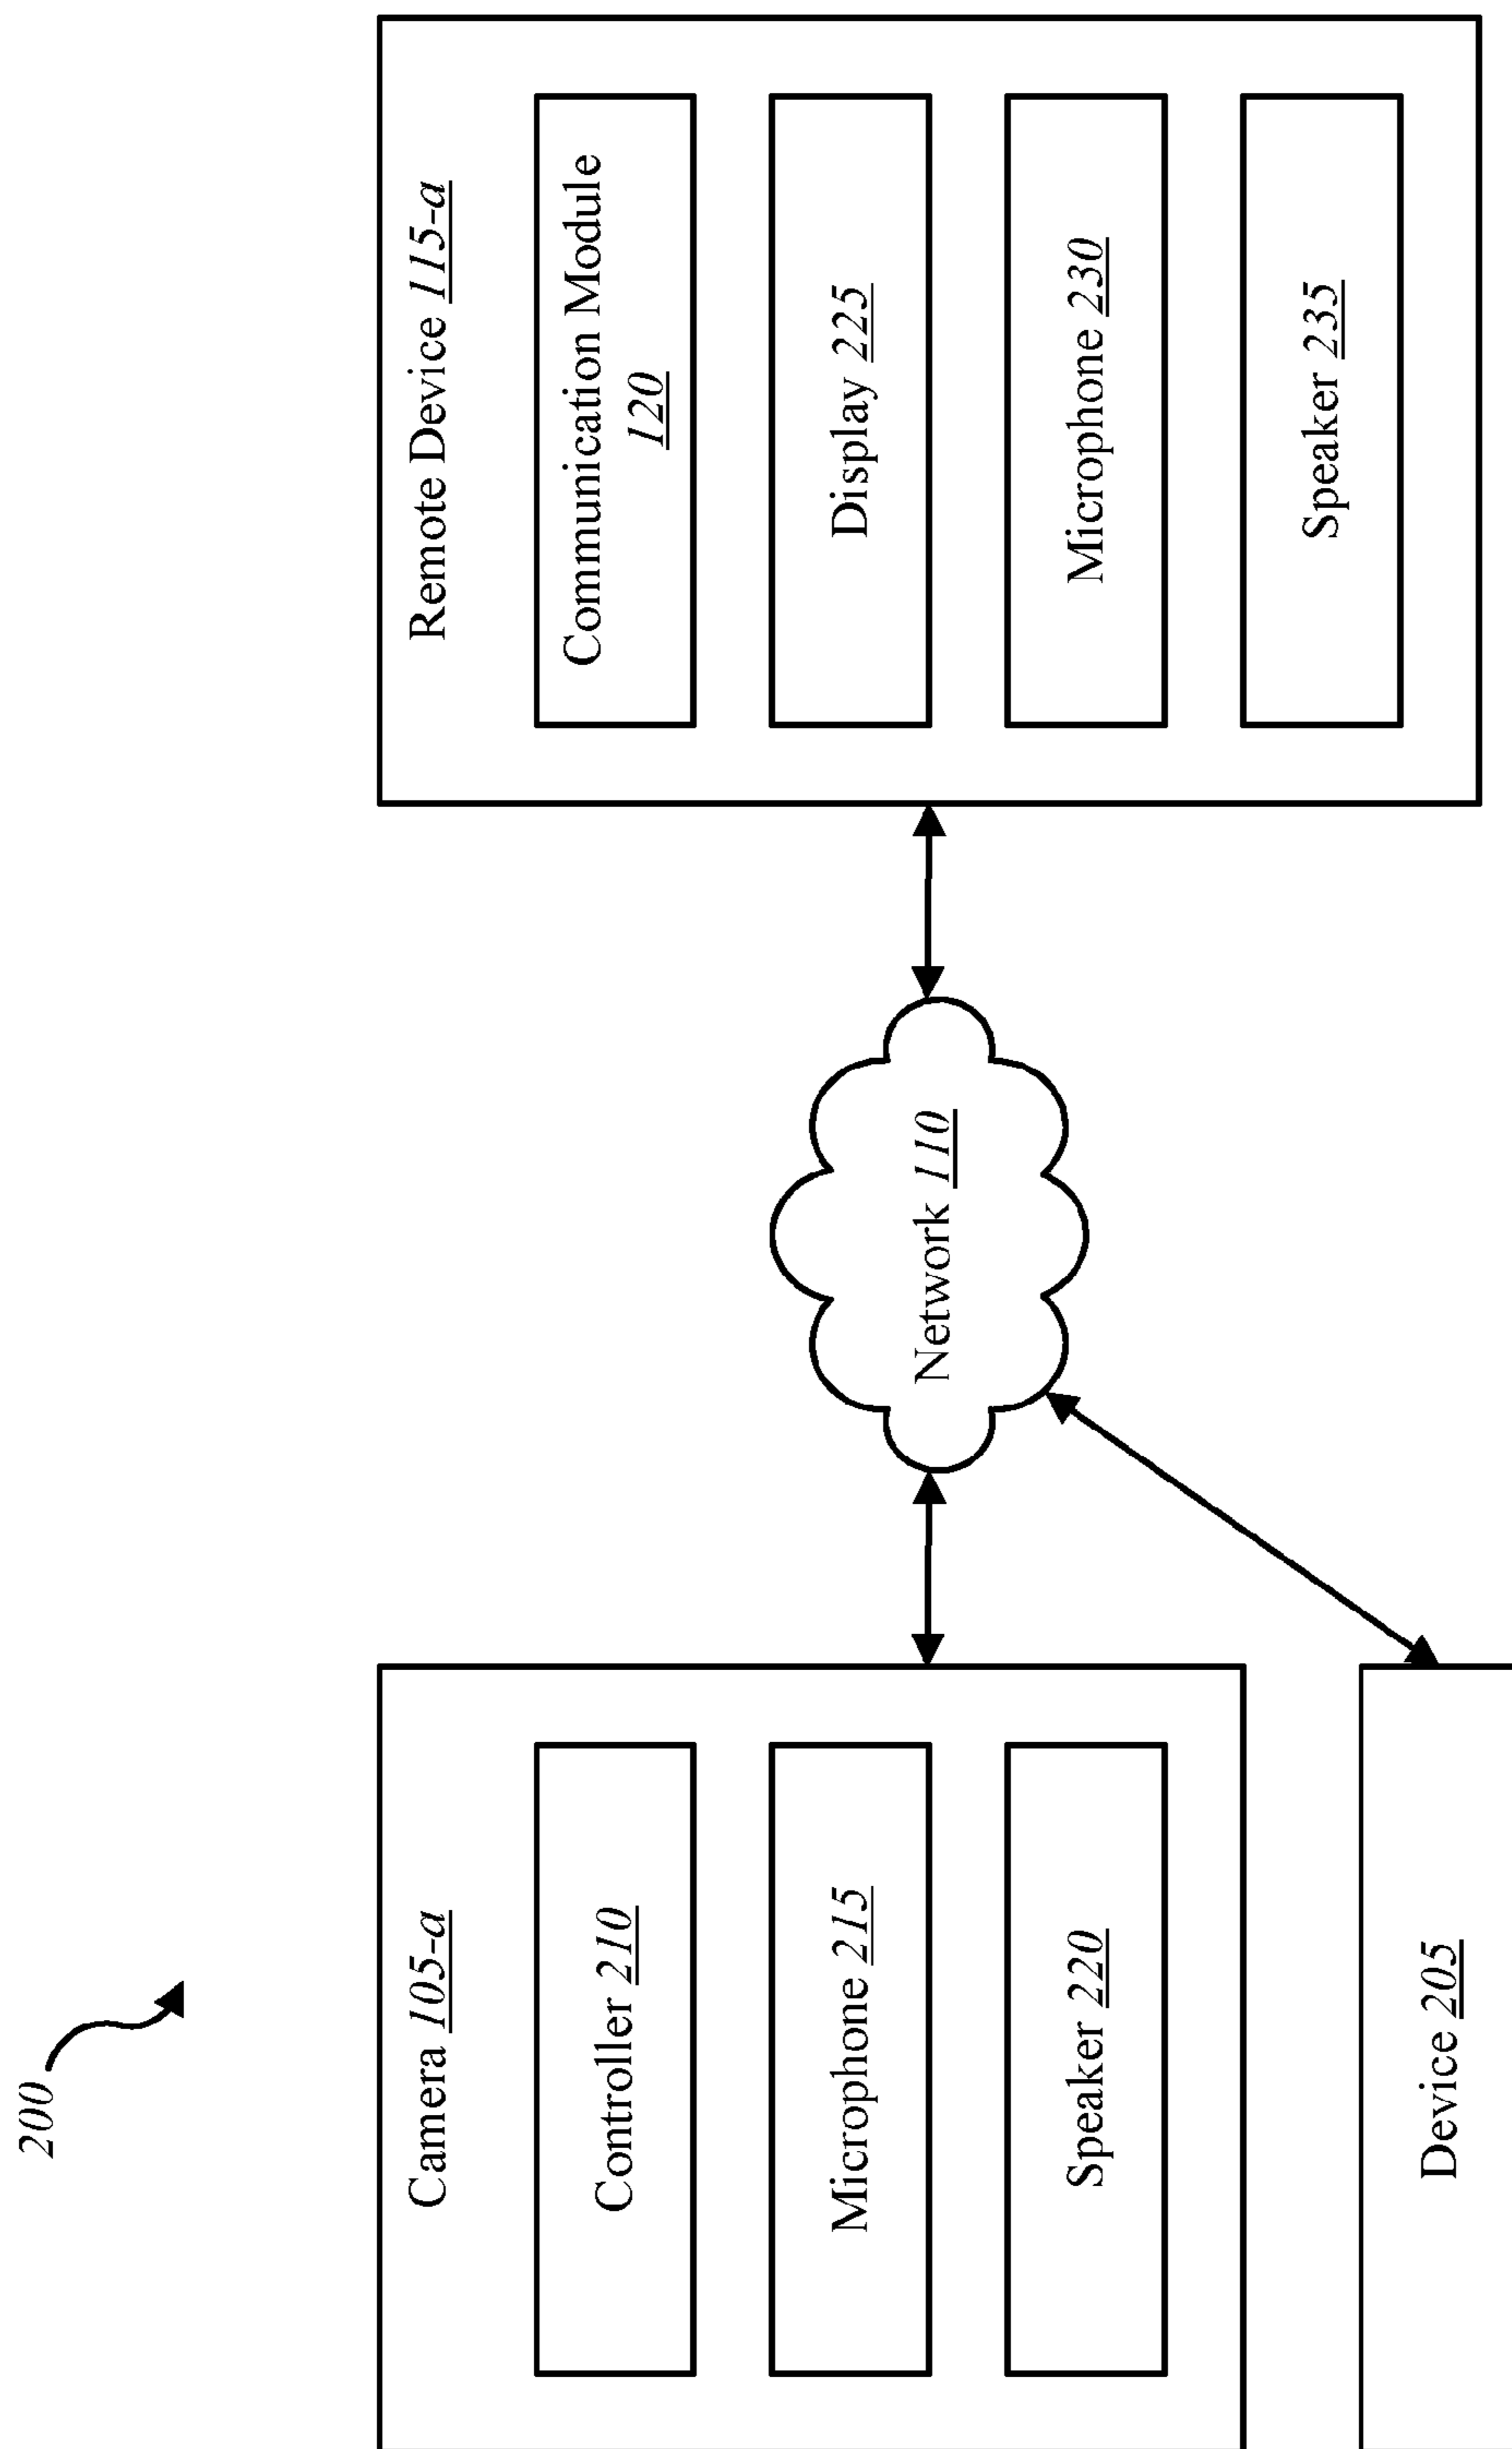 200
Camera 105-a
Controller 210
Microphone 215
Speaker 220
Device 205
Network 110
Remote Device 115-a
Communication Module
120
Display 225
Microphone 230
Speaker 235